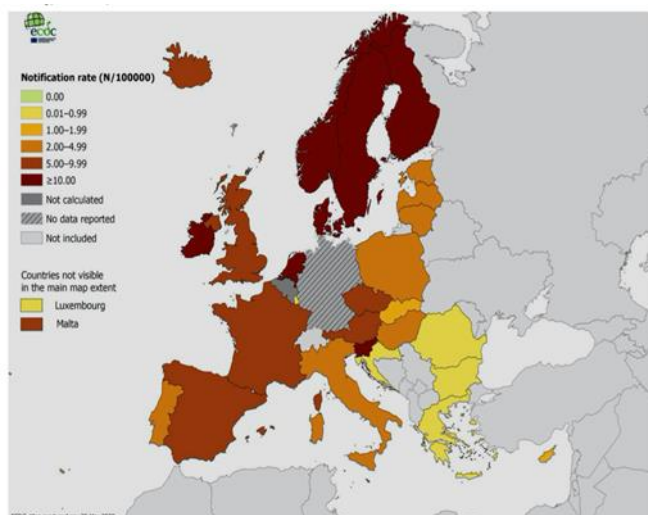 ecdc
Notification rate (N/100000)
0.00
0.01–0.99
1.00–1.99
2.00–4.99
5.00–9.99
≥10.00
Not calculated
No data reported
Not included
Countries not visible
in the main map extent
Luxembourg
Malta